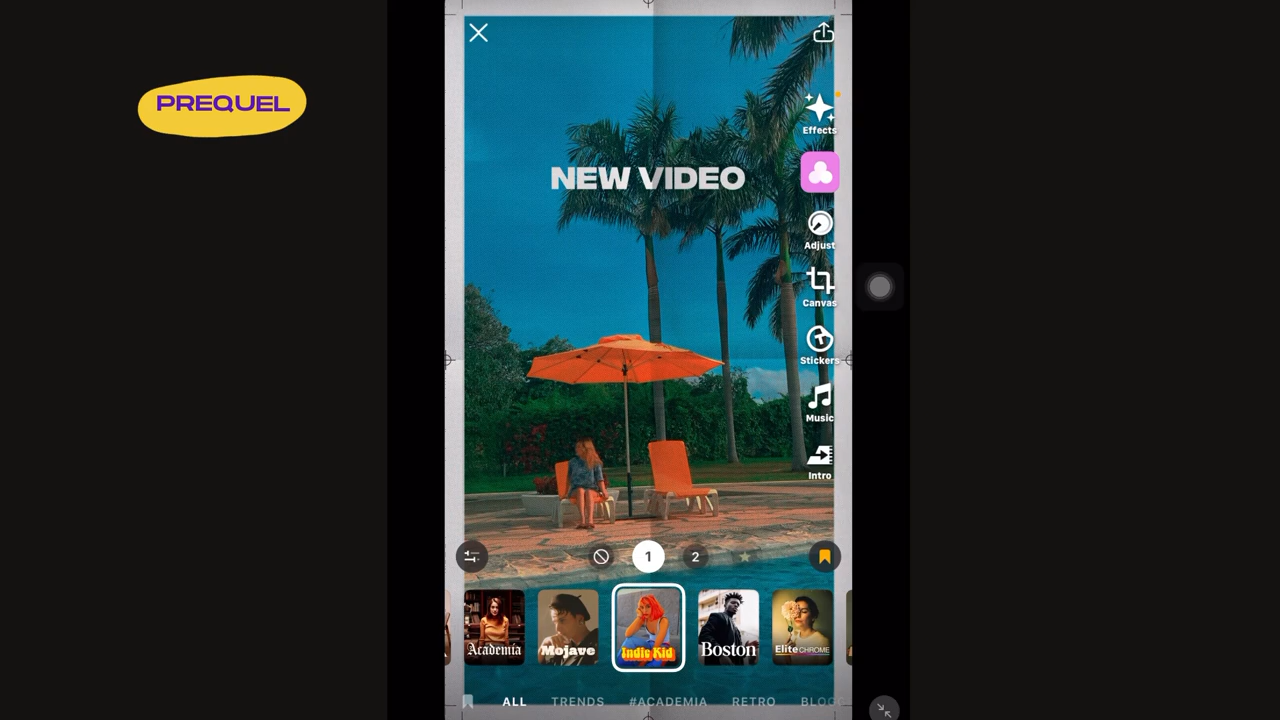 PREQUEL
Effects
NEW VIDEO
Adjust
Canvas
Stickers
Music
Intro
1 2
Academia Mojave Indie Kid Boston Elite CHROME
ALL TRENDS #ACADEMIA RETRO